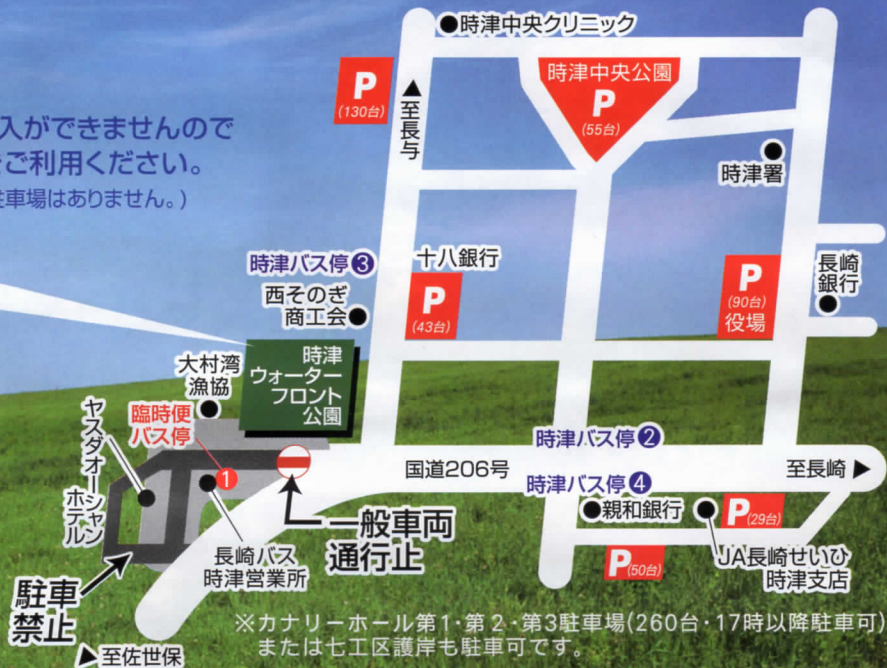 時津中央クリニック
P
(130台)
▲至長与
時津中央公園
P
(55台)
入ができませんので
ご利用ください。
駐車場はありません。)
時津署
時津バス停❸
十八銀行
西そのぎ
商工会
P
(43台)
P
(90台)
役場
長崎
銀行
時津
ウォーター
フロント
公園
大村湾
漁協
臨時便
バス停
1
ヤスダオーシャン
ホテル
時津バス停❷
国道206号
至長崎▶
時津バス停❹
親和銀行
P(29台)
P(50台)
JA長崎せいひ
時津支店
一般車両
通行止
長崎バス
時津営業所
駐車
禁止
▲至佐世保
※カナリーホール第1・第2・第3駐車場(260台・17時以降駐車可)
または七工区護岸も駐車可です。